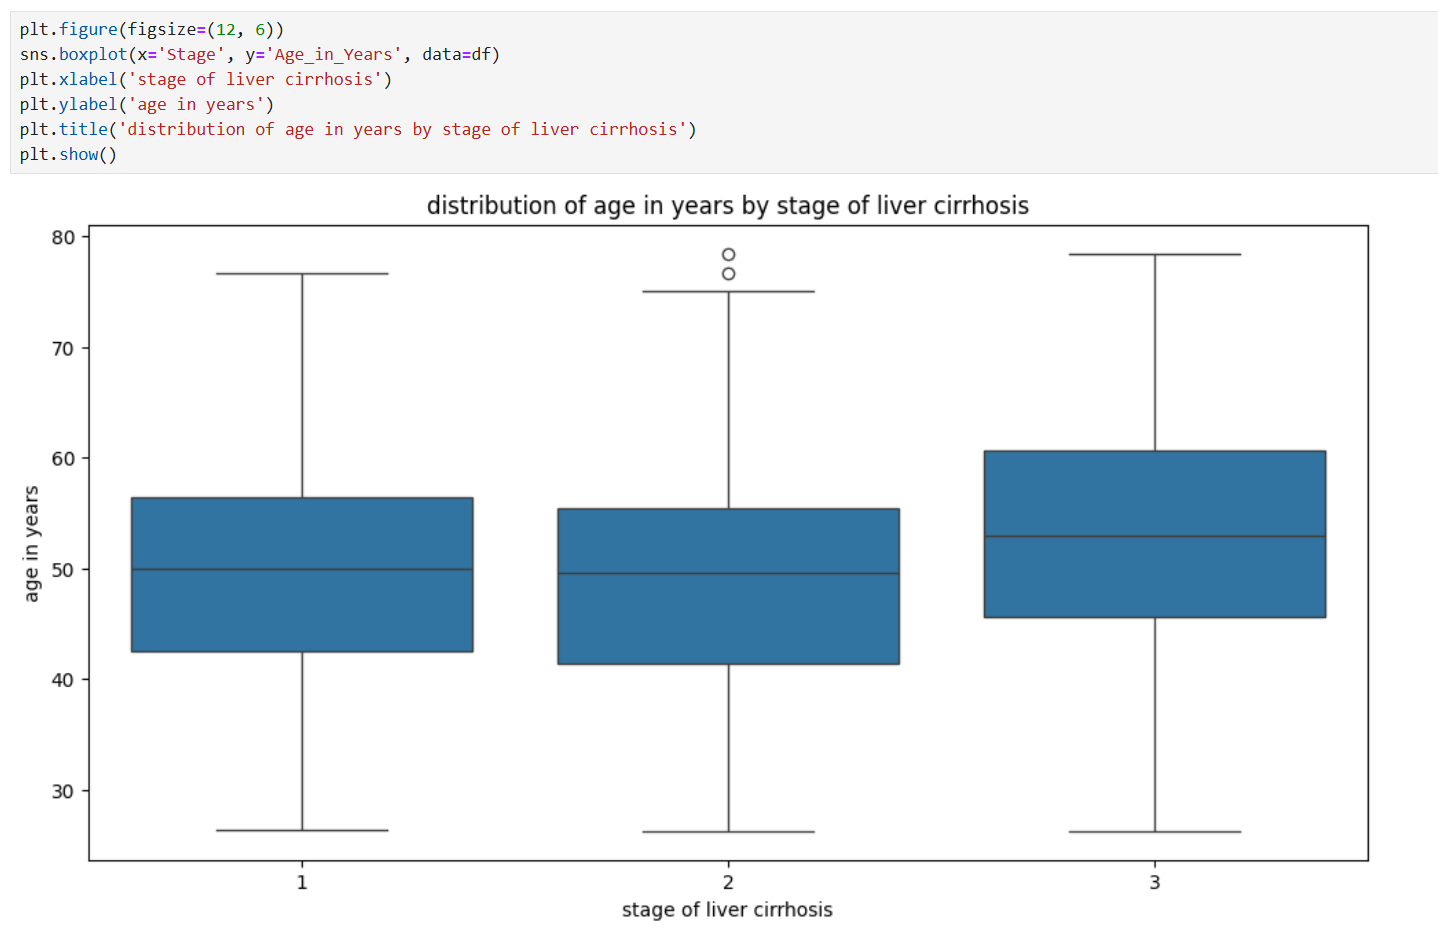 plt.figure(figsize=(12, 6))
sns.boxplot(x='Stage', y='Age_in_Years', data=df)
plt.xlabel('stage of liver cirrhosis')
plt.ylabel('age in years')
plt.title('distribution of age in years by stage of liver cirrhosis')
plt.show()
distribution of age in years by stage of liver cirrhosis
80
70
60
50
40
30
age in years
1
2
3
stage of liver cirrhosis